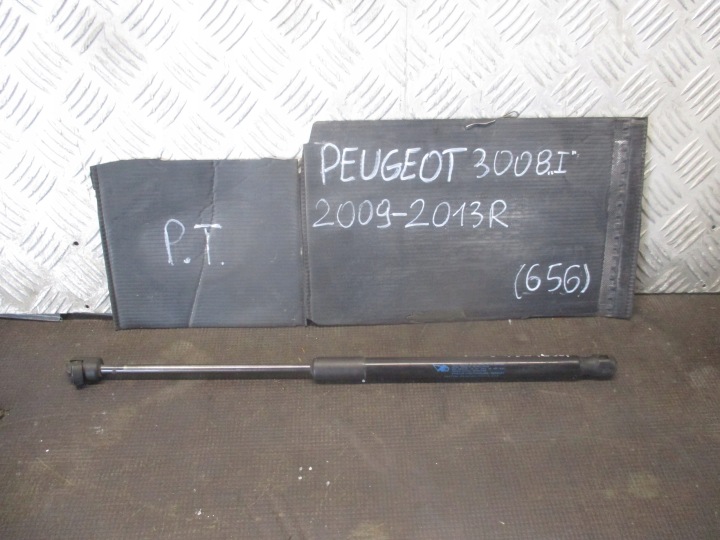 P.T.
PEUGEOT 3008 „I"
2009-2013R
(656)